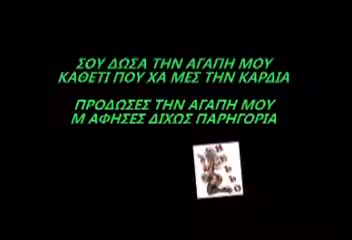 ΣΟΥ ΔΩΣΑ ΤΗΝ ΑΓΑΠΗ ΜΟΥ
ΚΑΘΕΤΙ ΠΟΥ ΧΑ ΜΕΣ ΤΗΝ ΚΑΡΔΙΑ
ΠΡΟΔΩΣΕΣ ΤΗΝ ΑΓΑΠΗ ΜΟΥ
Μ ΑΦΗΣΕΣ ΔΙΧΩΣ ΠΑΡΗΓΟΡΙΑ